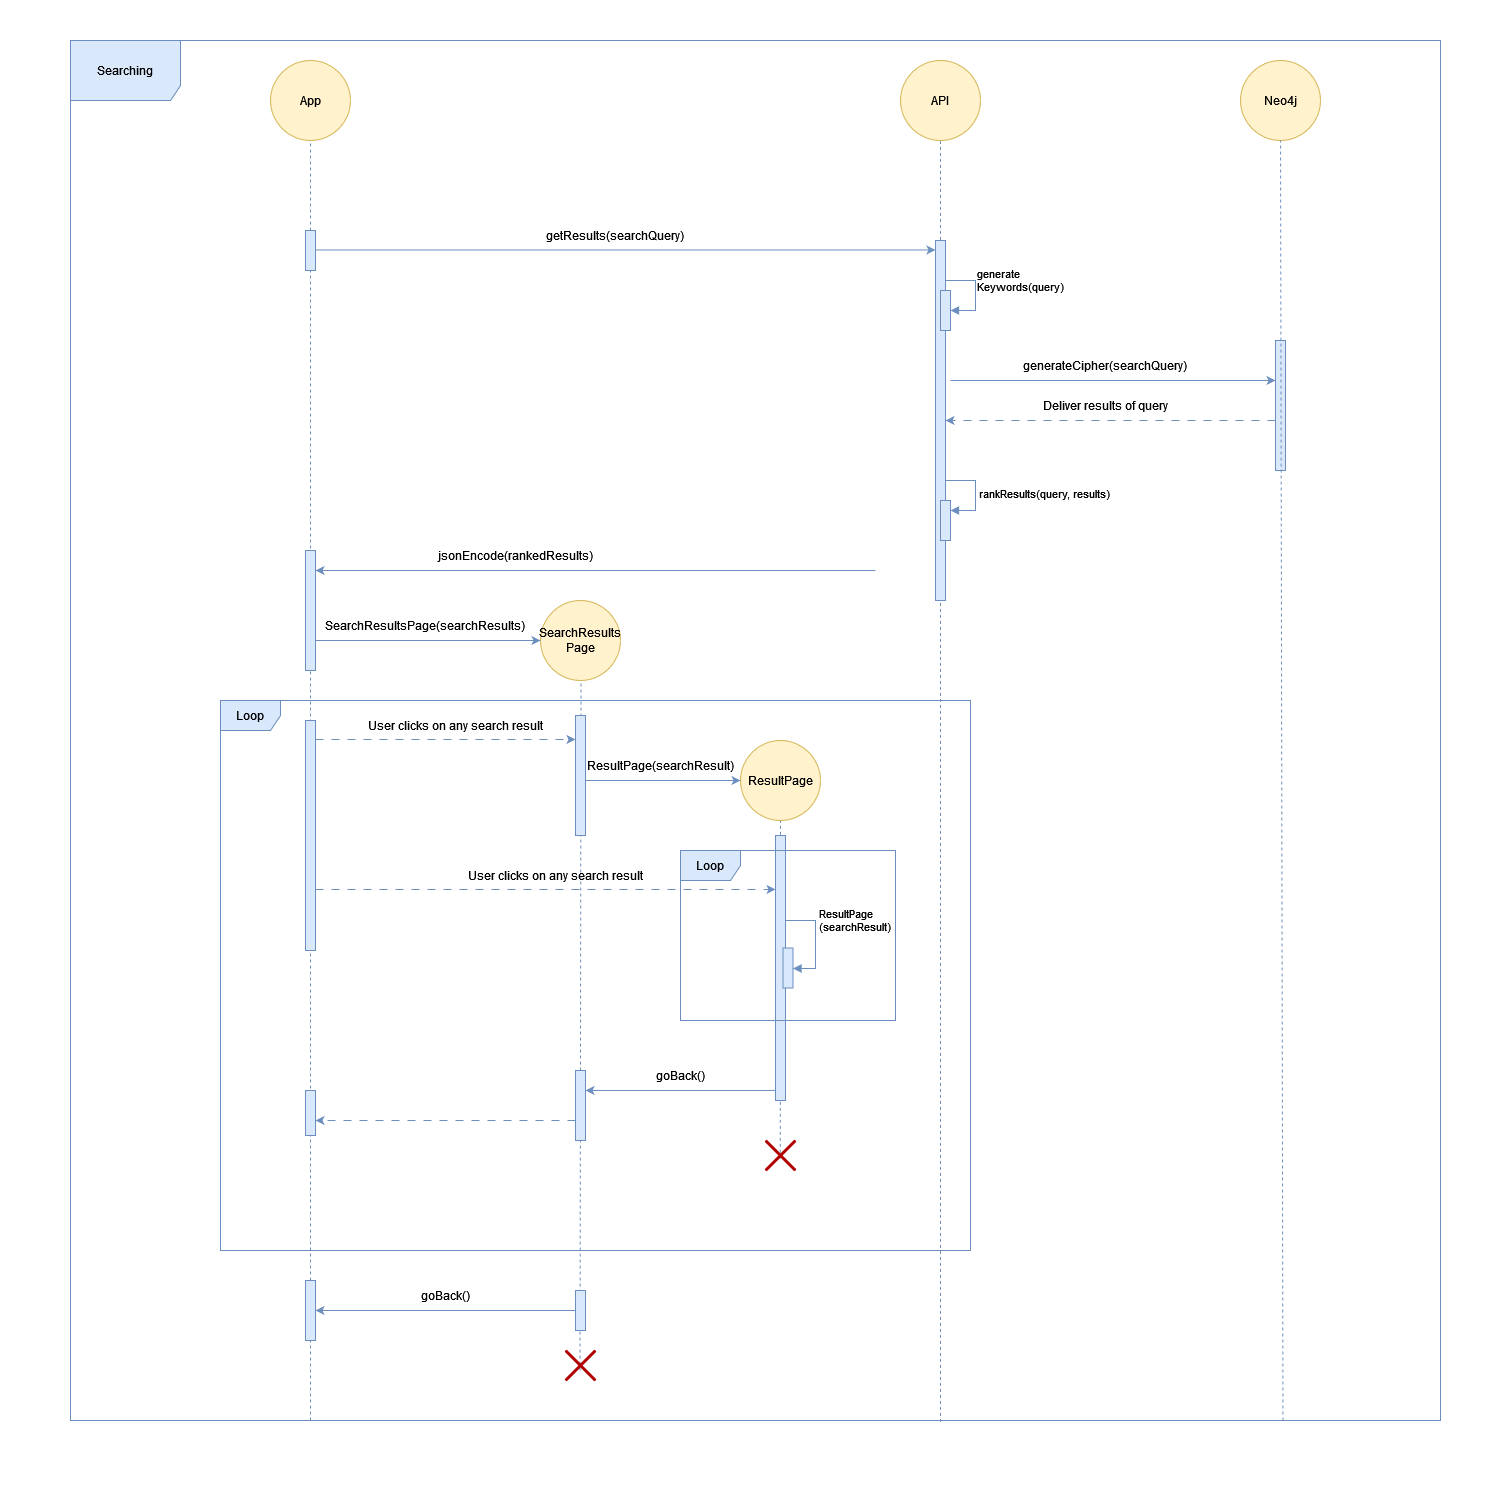 Searching
App
API
Neo4j
getResults(searchQuery)
generate
Keywords(query)
generateCipher(searchQuery)
Deliver results of query
rankResults(query, results)
jsonEncode(rankedResults)
SearchResultsPage(searchResults)
SearchResults
Page
Loop
User clicks on any search result
ResultPage(searchResult)
ResultPage
Loop
User clicks on any search result
ResultPage
(searchResult)
goBack()
goBack()